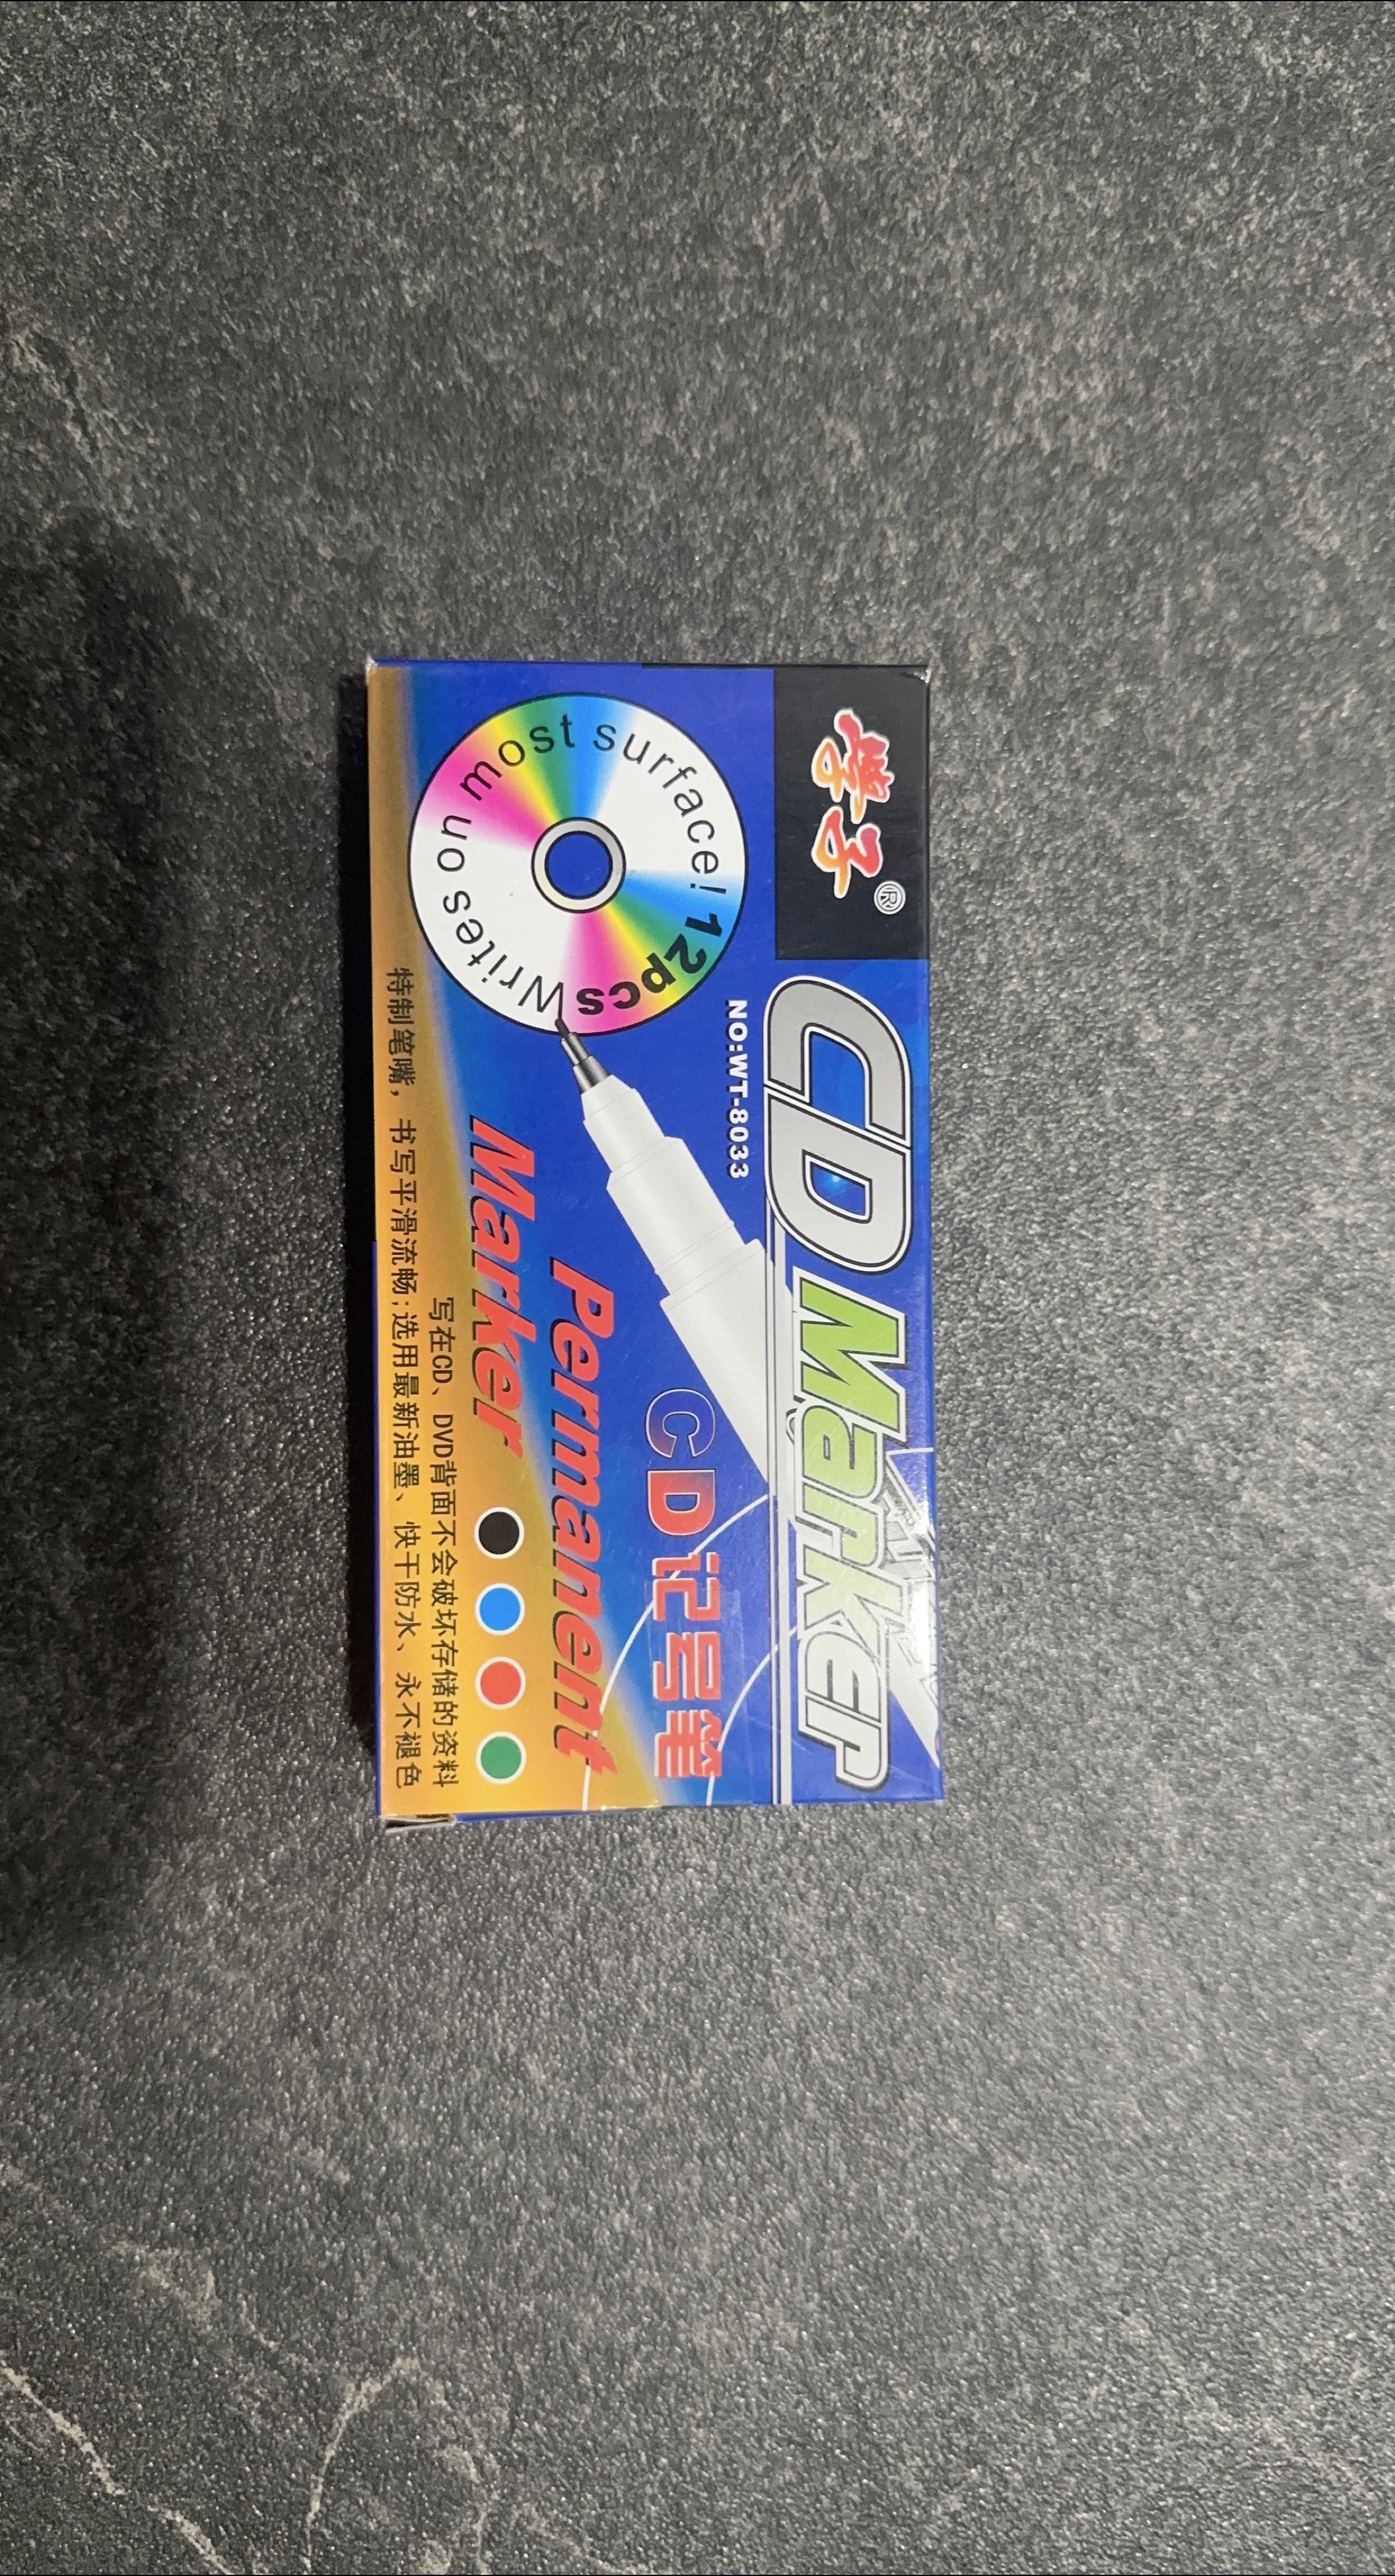 學子®
CD Marker
NO:WT-8033
Writes on most surface! 12pcs
CD记号笔
Permanent
Marker
写在CD、DVD背面不会破坏存储的资料
特制笔嘴，书写平滑流畅;选用最新油墨、快干防水、永不褪色